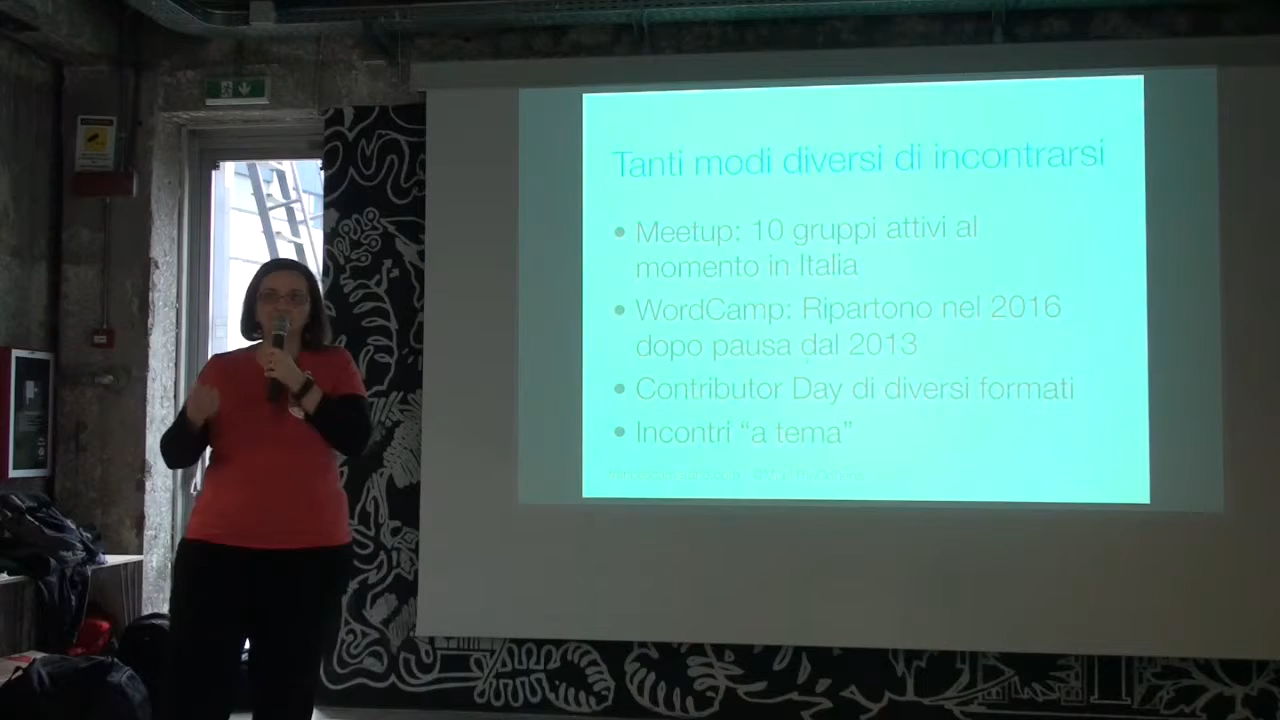 Tanti modi diversi di incontrarsi
• Meetup: 10 gruppi attivi al
momento in Italia
• WordCamp: Ripartono nel 2016
dopo pausa dal 2013
• Contributor Day di diversi formati
• Incontri “a tema”